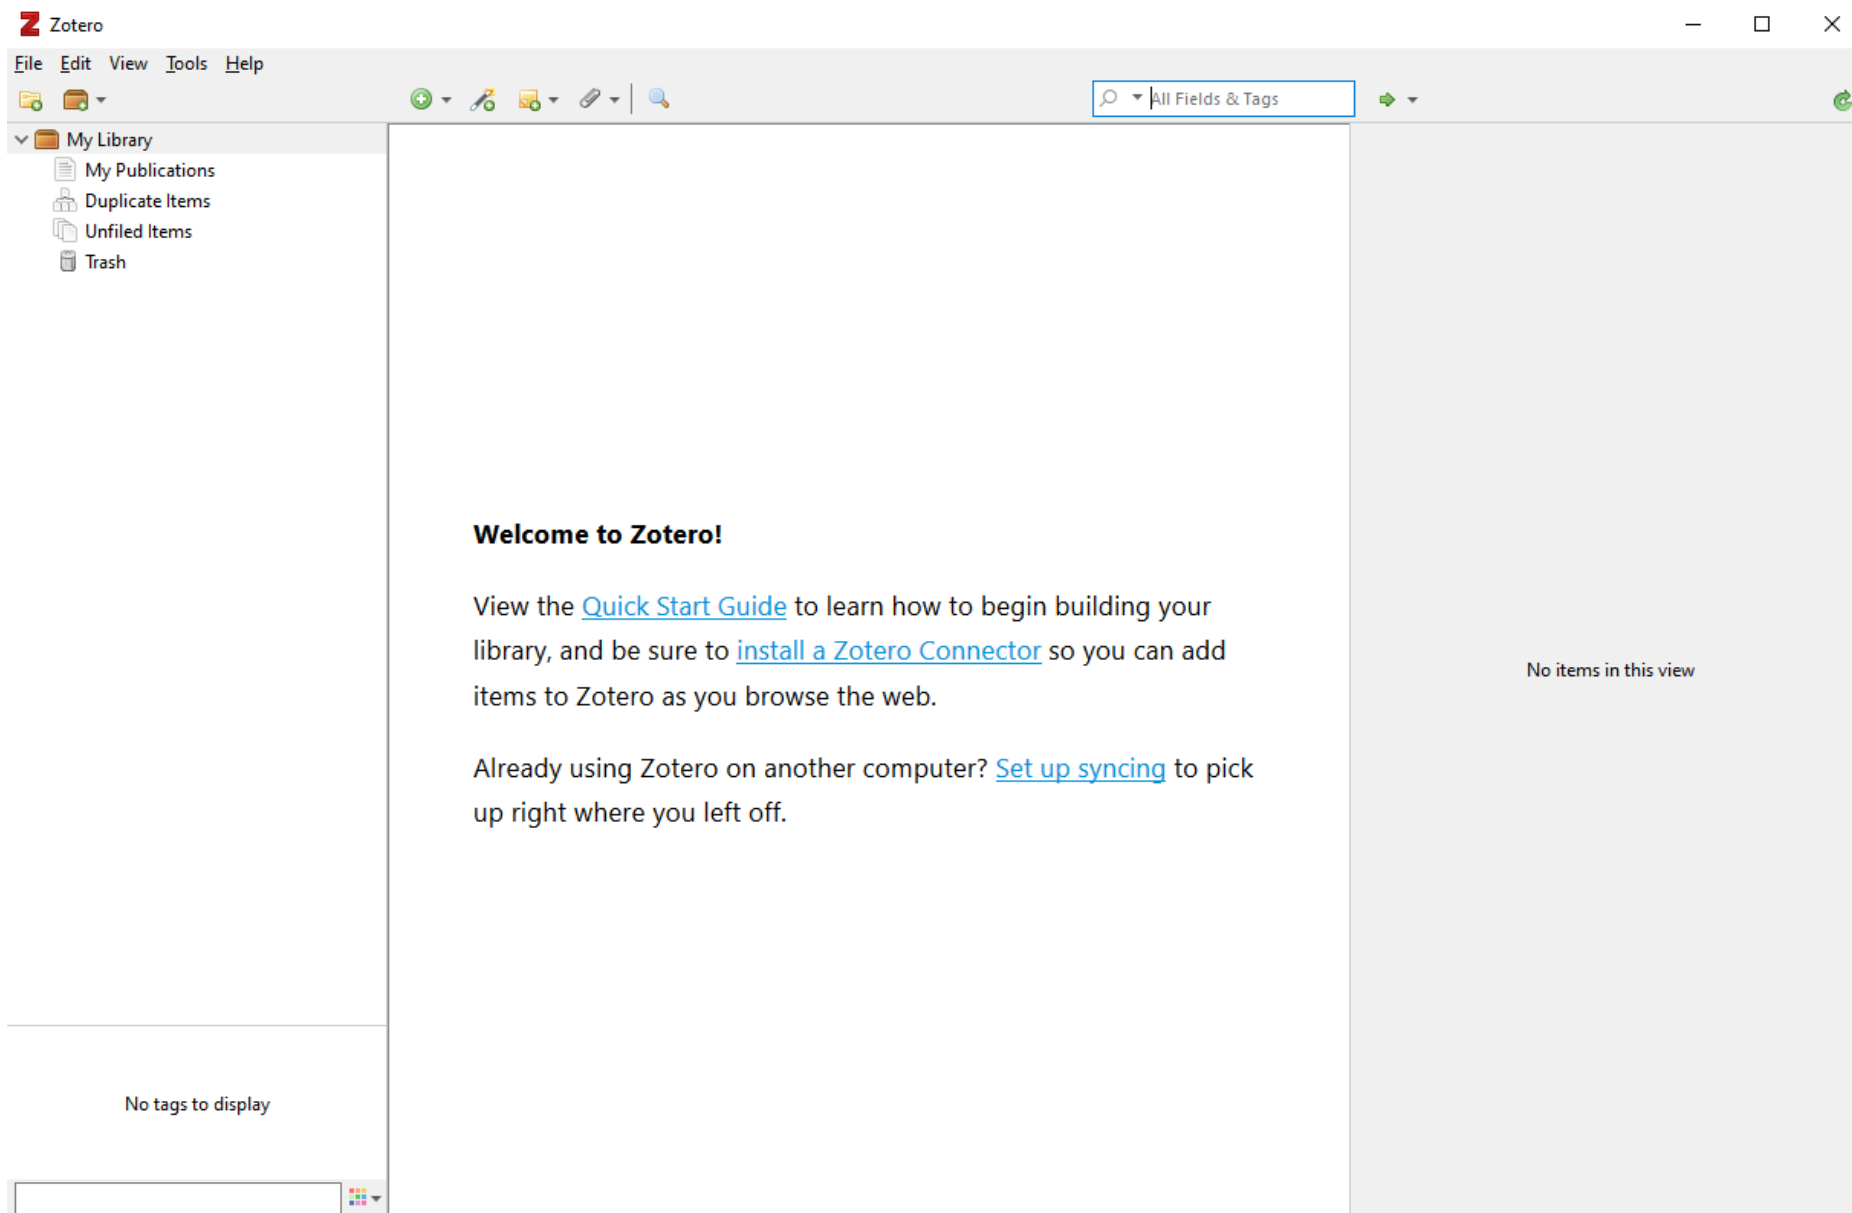 Zotero
File Edit View Tools Help
All Fields & Tags
My Library
My Publications
Duplicate Items
Unfiled Items
Trash
Welcome to Zotero!
View the Quick Start Guide to learn how to begin building your
library, and be sure to install a Zotero Connector so you can add
items to Zotero as you browse the web.
Already using Zotero on another computer? Set up syncing to pick
up right where you left off.
No items in this view
No tags to display